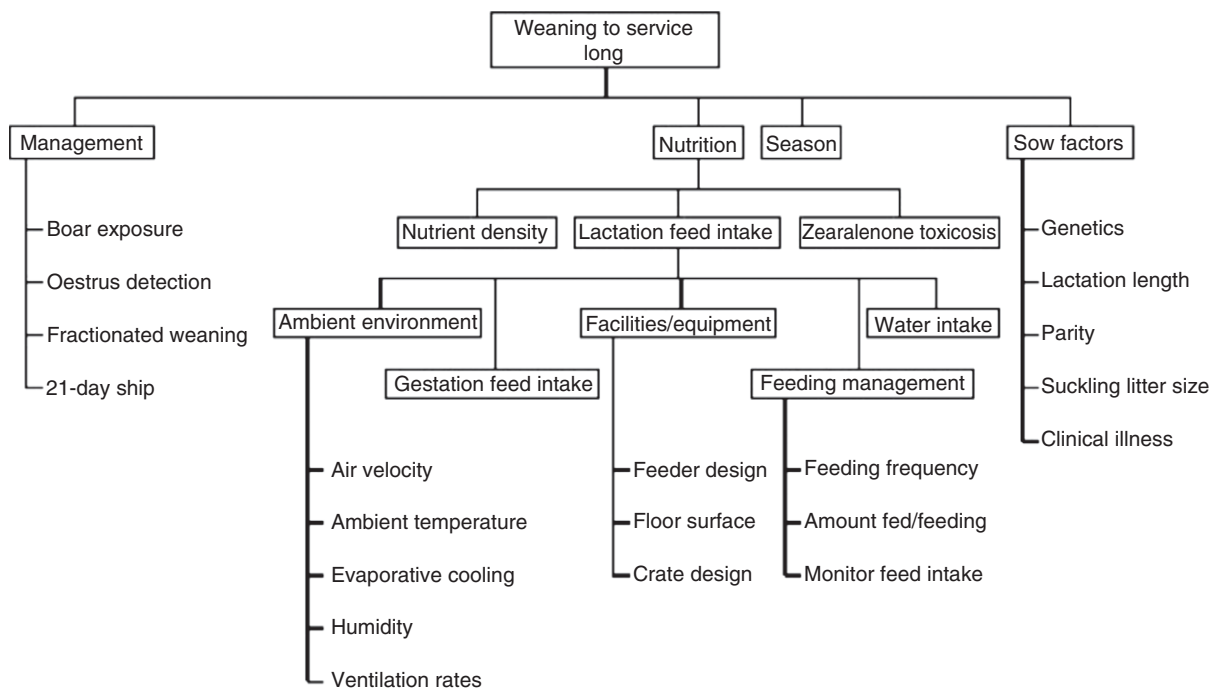 Weaning to service
long
Management
Nutrition
Season
Sow factors
Boar exposure
Oestrus detection
Fractionated weaning
21-day ship
Nutrient density
Lactation feed intake
Zearalenone toxicosis
Genetics
Lactation length
Parity
Suckling litter size
Clinical illness
Ambient environment
Facilities/equipment
Water intake
Gestation feed intake
Feeding management
Air velocity
Ambient temperature
Evaporative cooling
Humidity
Ventilation rates
Feeder design
Floor surface
Crate design
Feeding frequency
Amount fed/feeding
Monitor feed intake